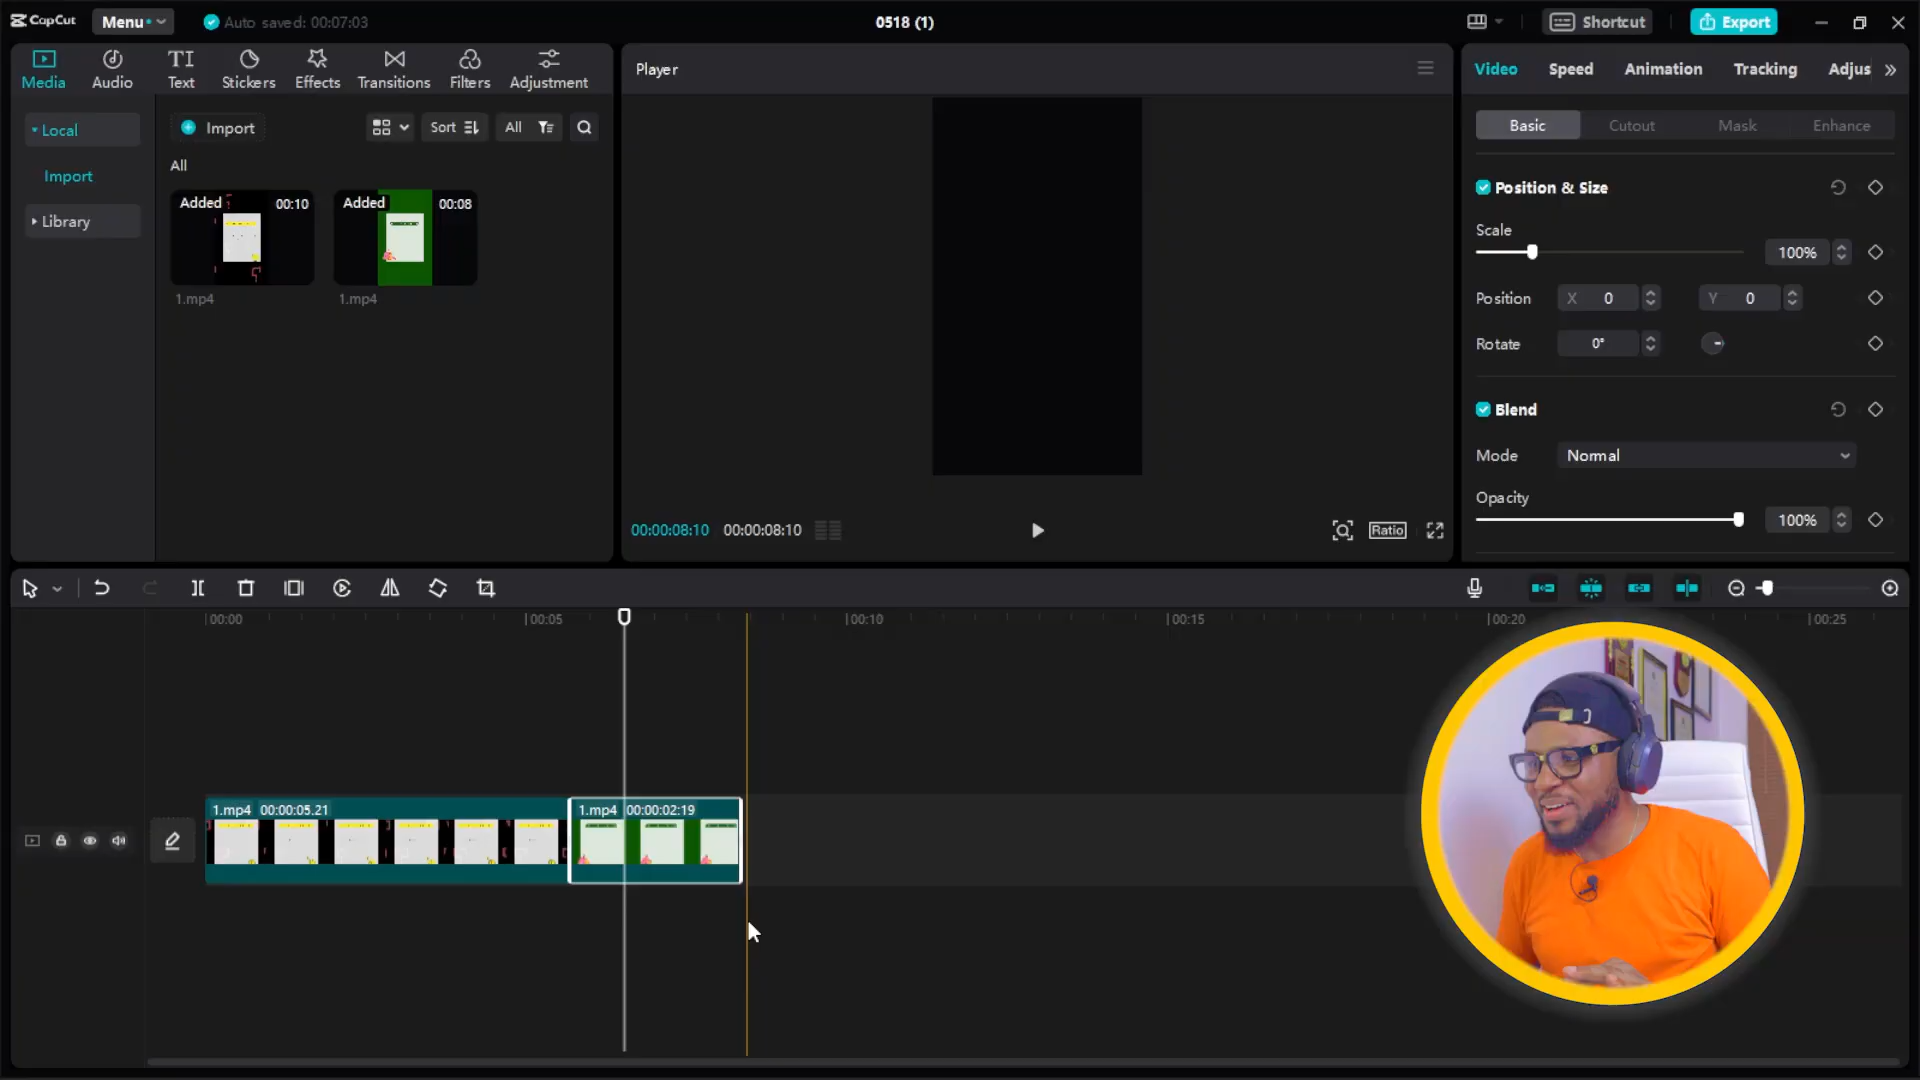 CapCut
Menu
Auto saved: 00:07:03
0518 (1)
Shortcut
Export
Media
Audio
Text
Stickers
Effects
Transitions
Filters
Adjustment
Local
Import
Library
Import
Sort
All
All
Added
00:10
1.mp4
Added
00:08
1.mp4
Player
00:00:08:10
00:00:08:10
Ratio
Video
Speed
Animation
Tracking
Adjus
Basic
Cutout
Mask
Enhance
Position & Size
Scale
100%
Position
X 0
Y 0
Rotate
0°
Blend
Mode
Normal
Opacity
100%
00:00
00:05
00:10
00:15
00:20
00:25
1.mp4 00:00:05.21
1.mp4 00:00:02:19